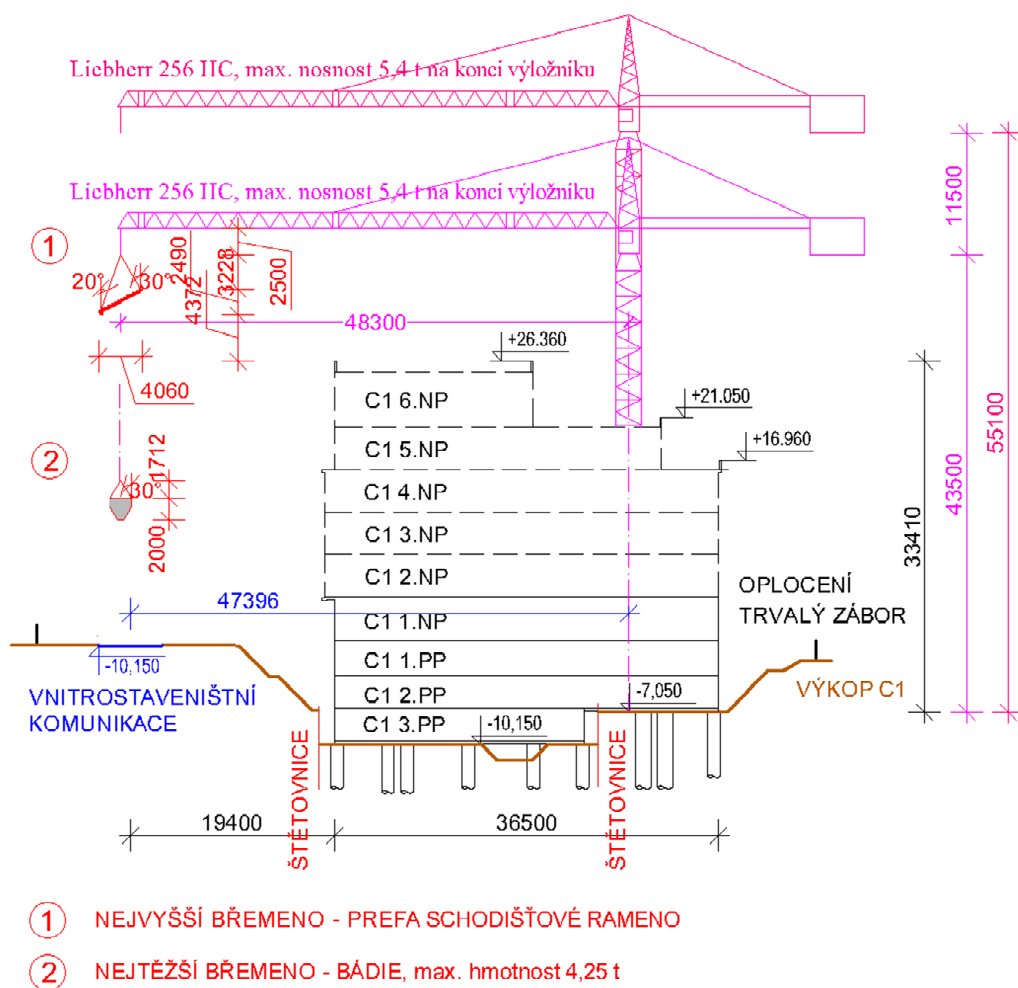 Liebherr 256 HC, max. nosnost 5,4 t na konci výložníku
Liebherr 256 HC, max. nosnost 5,4 t na konci výložníku
1
20°
30°
2490
4372
3228
2500
11500
55100
48300
+26.360
4060
C1 6.NP
+21.050
C1 5.NP
+16.960
2
1712
30°
2000
C1 4.NP
43500
33410
C1 3.NP
C1 2.NP
47396
OPLOCENÍ
TRVALÝ ZÁBOR
C1 1.NP
-10,150
C1 1.PP
VNITROSTAVENIŠTNÍ
KOMUNIKACE
C1 2.PP
-7,050
VÝKOP C1
C1 3.PP
-10,150
ŠTĚTOVNICE
ŠTĚTOVNICE
19400
36500
1 NEJVYŠŠÍ BŘEMENO - PREFA SCHODIŠŤOVÉ RAMENO
2 NEJTĚŽŠÍ BŘEMENO - BÁDIE, max. hmotnost 4,25 t